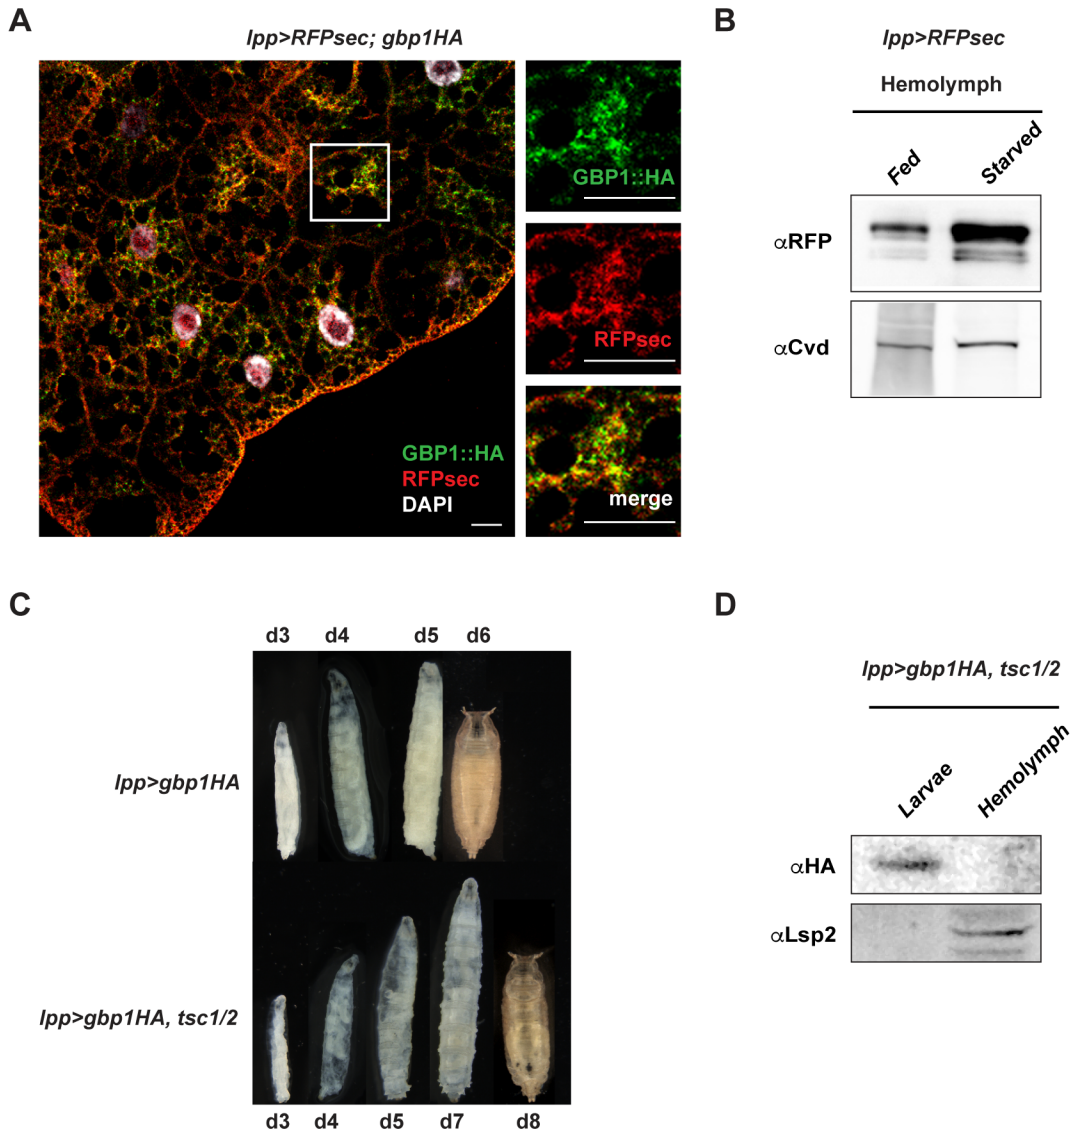 A
lpp>RFPsec; gbp1HA
GBP1::HA
RFPsec
DAPI
GBP1::HA
RFPsec
merge
B
lpp>RFPsec
Hemolymph
Fed
Starved
αRFP
αCvd
C
d3 d4 d5 d6
lpp>gbp1HA
lpp>gbp1HA, tsc1/2
d3 d4 d5 d7 d8
D
lpp>gbp1HA, tsc1/2
Larvae
Hemolymph
αHA
αLsp2